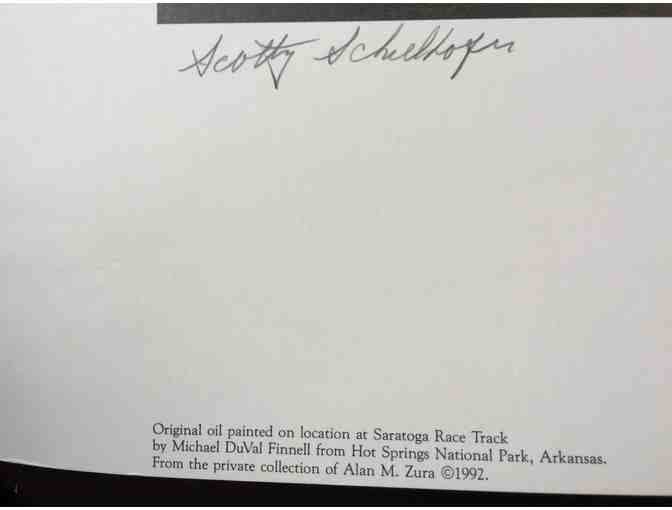 Scotty Schulhofer
Original oil painted on location at Saratoga Race Track
by Michael DuVal Finnell from Hot Springs National Park, Arkansas.
From the private collection of Alan M. Zura ©1992.